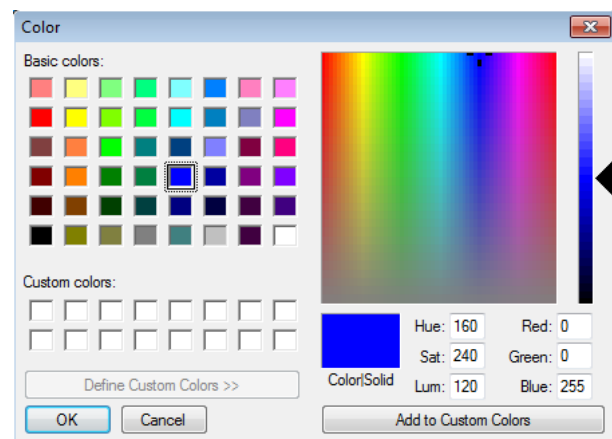 Color
Basic colors:
Custom colors:
Define Custom Colors >>
OK Cancel
Color|Solid
Hue: 160 Red: 0
Sat: 240 Green: 0
Lum: 120 Blue: 255
Add to Custom Colors